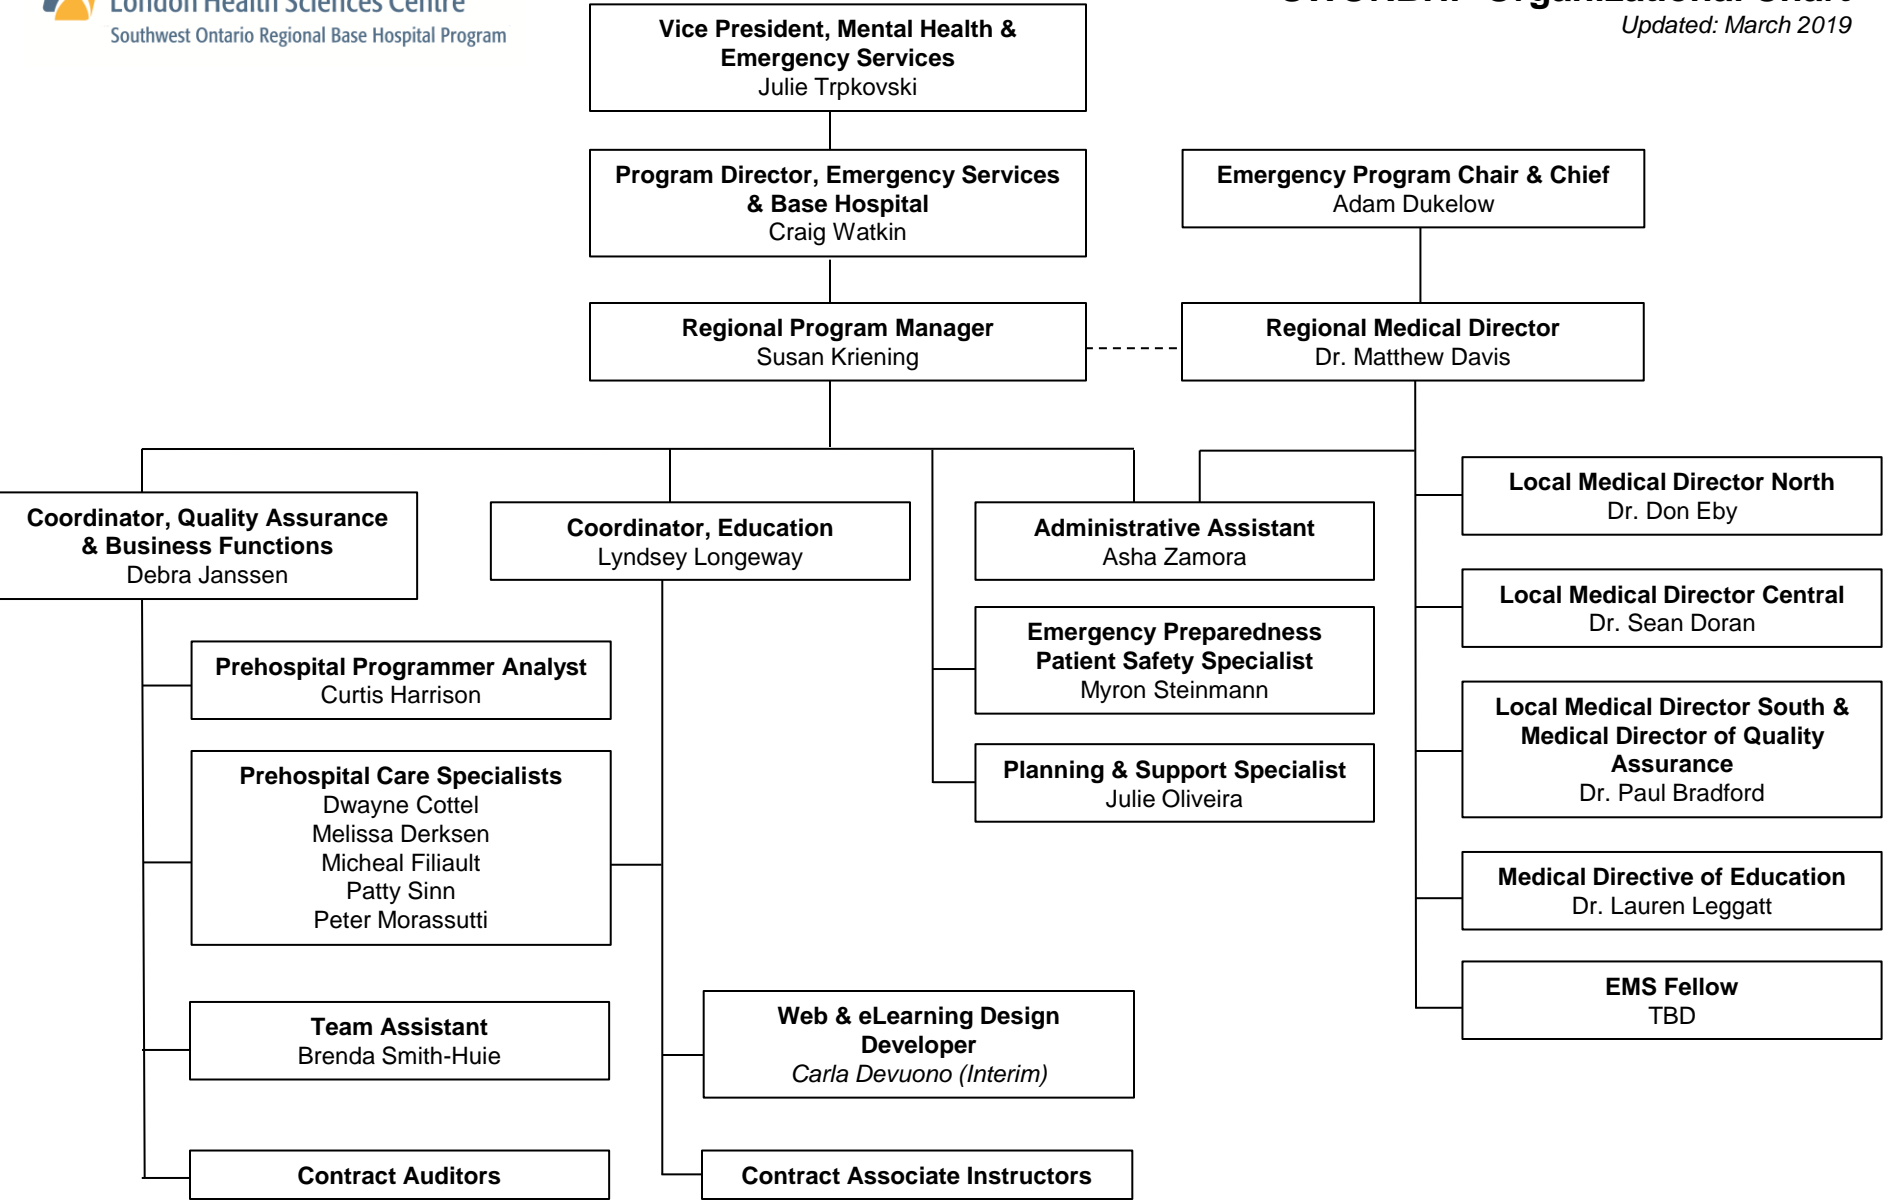 London Health Sciences Centre
Southwest Ontario Regional Base Hospital Program
Organizational Chart
Updated: March 2019
Vice President, Mental Health &
Emergency Services
Julie Trpkovski
Program Director, Emergency Services
& Base Hospital
Craig Watkin
Emergency Program Chair & Chief
Adam Dukelow
Regional Program Manager
Susan Kriening
Regional Medical Director
Dr. Matthew Davis
Coordinator, Quality Assurance
& Business Functions
Debra Janssen
Coordinator, Education
Lyndsey Longeway
Administrative Assistant
Asha Zamora
Local Medical Director North
Dr. Don Eby
Local Medical Director Central
Dr. Sean Doran
Emergency Preparedness
Patient Safety Specialist
Myron Steinmann
Prehospital Programmer Analyst
Curtis Harrison
Local Medical Director South &
Medical Director of Quality
Assurance
Dr. Paul Bradford
Planning & Support Specialist
Julie Oliveira
Prehospital Care Specialists
Dwayne Cottel
Melissa Derksen
Micheal Filiault
Patty Sinn
Peter Morassutti
Medical Directive of Education
Dr. Lauren Leggatt
EMS Fellow
TBD
Team Assistant
Brenda Smith-Huie
Web & eLearning Design
Developer
Carla Devuono (Interim)
Contract Auditors
Contract Associate Instructors